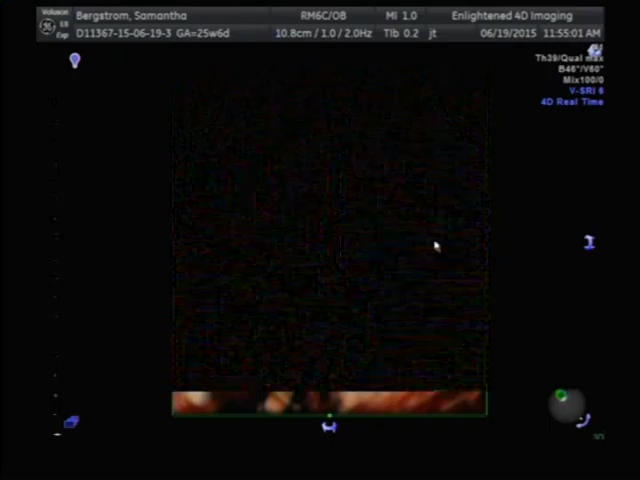 Voluson
E8
Exp
Bergstrom, Samantha RM6C/OB MI 1.0 Enlightened 4D Imaging
D11367-15-06-19-3 GA=25w6d 10.8cm / 1.0 / 2.0Hz TIb 0.2 jt 06/19/2015 11:55:01 AM
Th39/Qual max
B46°/V60°
Mix100/0
V-SRI 6
4D Real Time